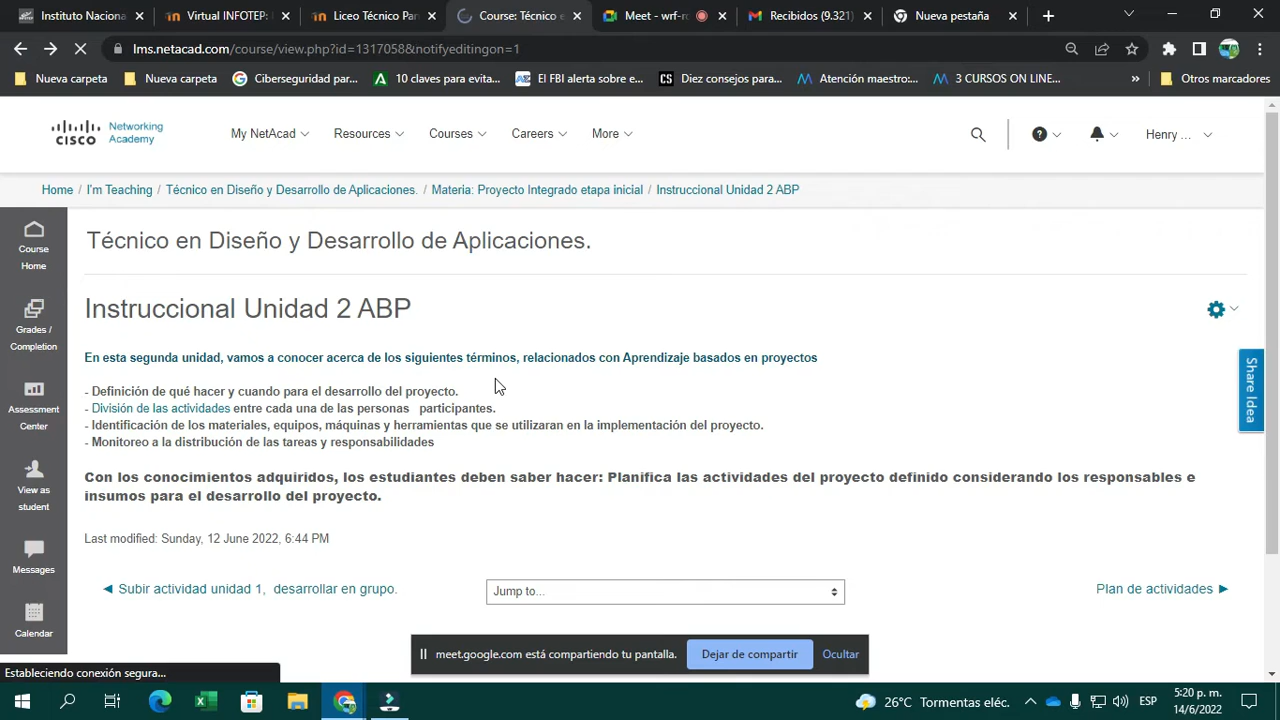 Instituto Naciona
Virtual INFOTEP:
Liceo Técnico Par
Course: Técnico e
Meet - wrf-ro
Recibidos (9.321)
Nueva pestaña
lms.netacad.com/course/view.php?id=1317058&notifyeditingon=1
Nueva carpeta
Nueva carpeta
Ciberseguridad par...
10 claves para evita...
El FBI alerta sobre e...
Diez consejos para...
Atención maestro:...
3 CURSOS ON LINE...
»
Otros marcadores
CISCO
Networking
Academy
My NetAcad
Resources
Courses
Careers
More
Henry ...
Home / I'm Teaching / Técnico en Diseño y Desarrollo de Aplicaciones. / Materia: Proyecto Integrado etapa inicial / Instruccional Unidad 2 ABP
Course
Home
Grades /
Completion
Assessment
Center
View as
student
Messages
Calendar
Técnico en Diseño y Desarrollo de Aplicaciones.
Instruccional Unidad 2 ABP
En esta segunda unidad, vamos a conocer acerca de los siguientes términos, relacionados con Aprendizaje basados en proyectos
- Definición de qué hacer y cuando para el desarrollo del proyecto.
- División de las actividades entre cada una de las personas participantes.
- Identificación de los materiales, equipos, máquinas y herramientas que se utilizaran en la implementación del proyecto.
- Monitoreo a la distribución de las tareas y responsabilidades
Con los conocimientos adquiridos, los estudiantes deben saber hacer: Planifica las actividades del proyecto definido considerando los responsables e
insumos para el desarrollo del proyecto.
Last modified: Sunday, 12 June 2022, 6:44 PM
◄ Subir actividad unidad 1, desarrollar en grupo.
Jump to...
Plan de actividades ►
Share Idea
meet.google.com está compartiendo tu pantalla.
Dejar de compartir
Ocultar
Estableciendo conexión segura...
26°C Tormentas eléc.
ESP
5:20 p. m.
14/6/2022